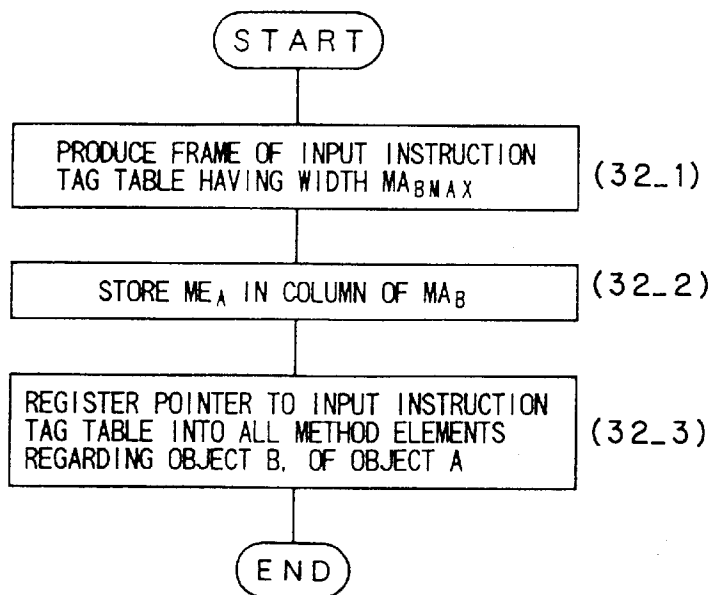 START
PRODUCE FRAME OF INPUT INSTRUCTION
TAG TABLE HAVING WIDTH MABMAX
(32_1)
STORE MEA IN COLUMN OF MAB
(32_2)
REGISTER POINTER TO INPUT INSTRUCTION
TAG TABLE INTO ALL METHOD ELEMENTS
REGARDING OBJECT B, OF OBJECT A
(32_3)
END